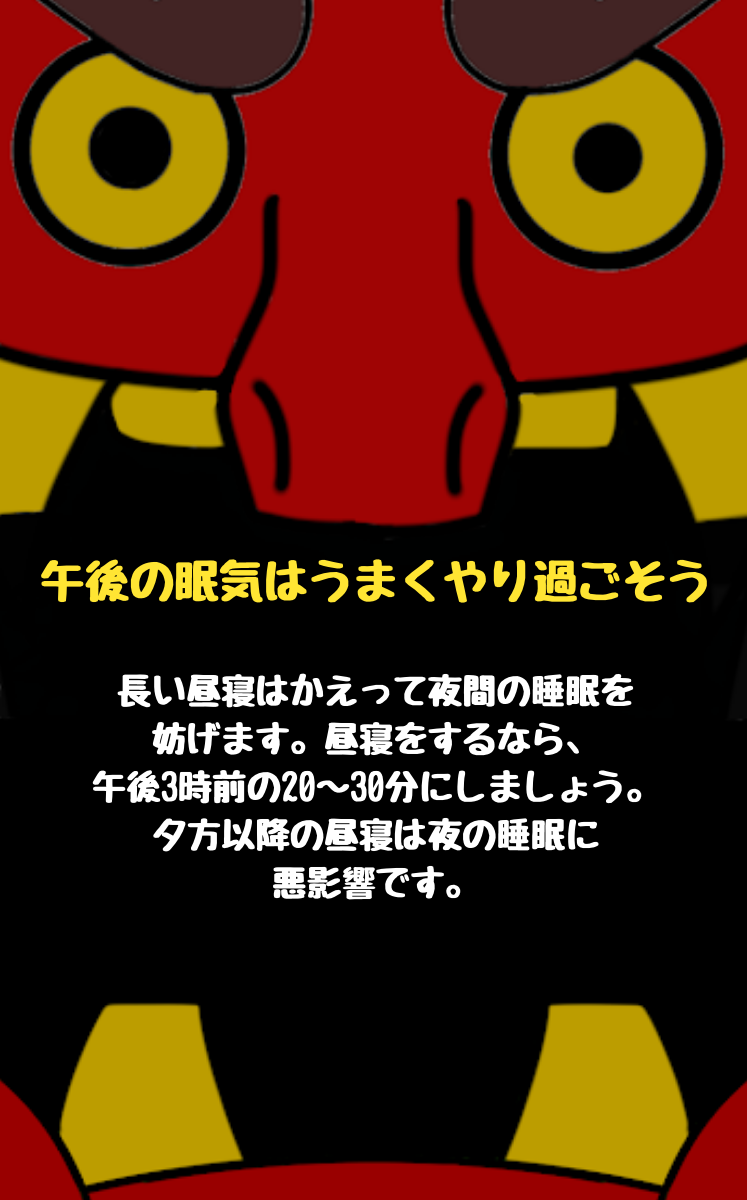 午後の眠気はうまくやり過ごそう
長い昼寝はかえって夜間の睡眠を
妨げます。昼寝をするなら、
午後3時前の20～30分にしましょう。
夕方以降の昼寝は夜の睡眠に
悪影響です。